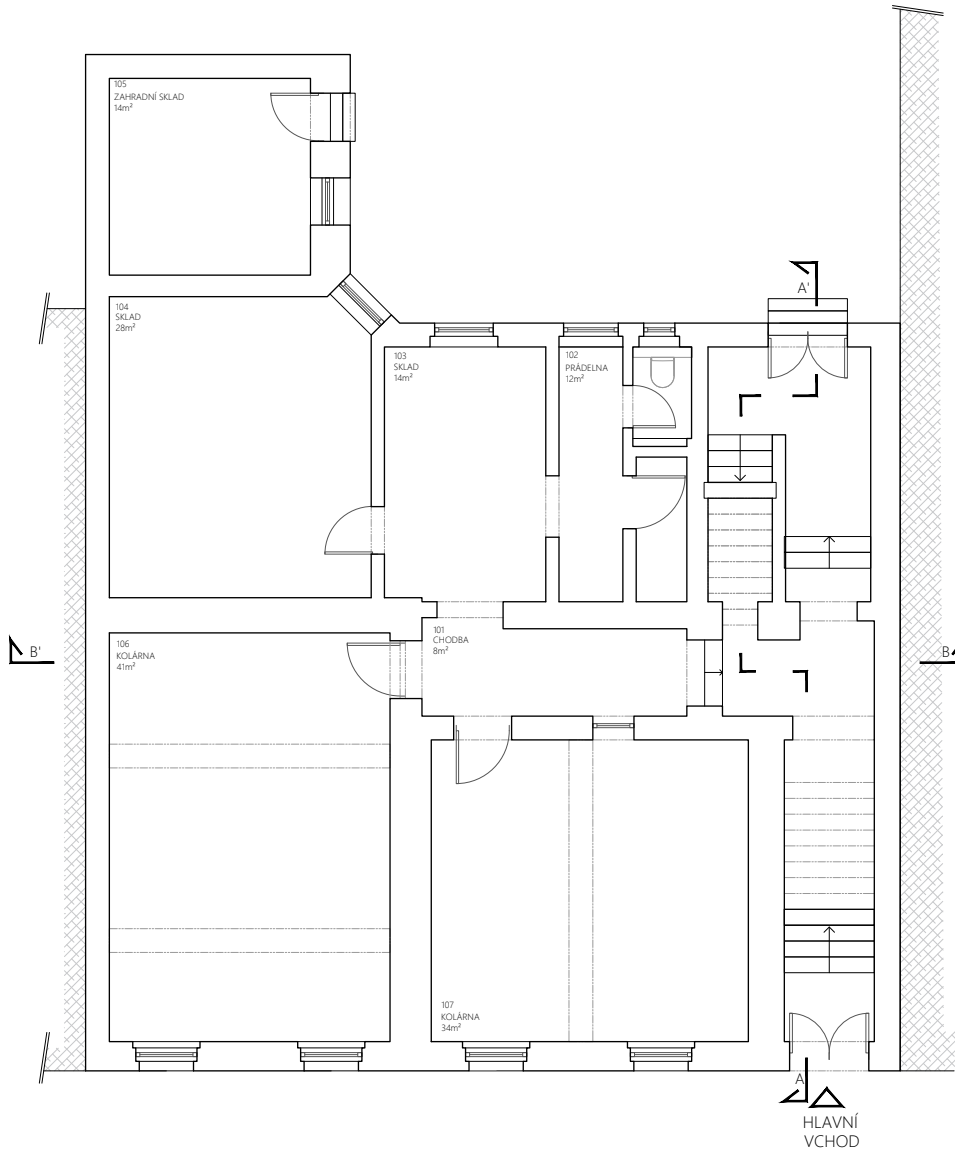 105
ZAHRADNÍ SKLAD
14m²
A'
104
SKLAD
28m²
103
SKLAD
14m²
102
PRÁDELNA
12m²
101
CHODBA
8m²
B'
106
KOLÁRNA
41m²
B
107
KOLÁRNA
34m²
A
HLAVNÍ
VCHOD